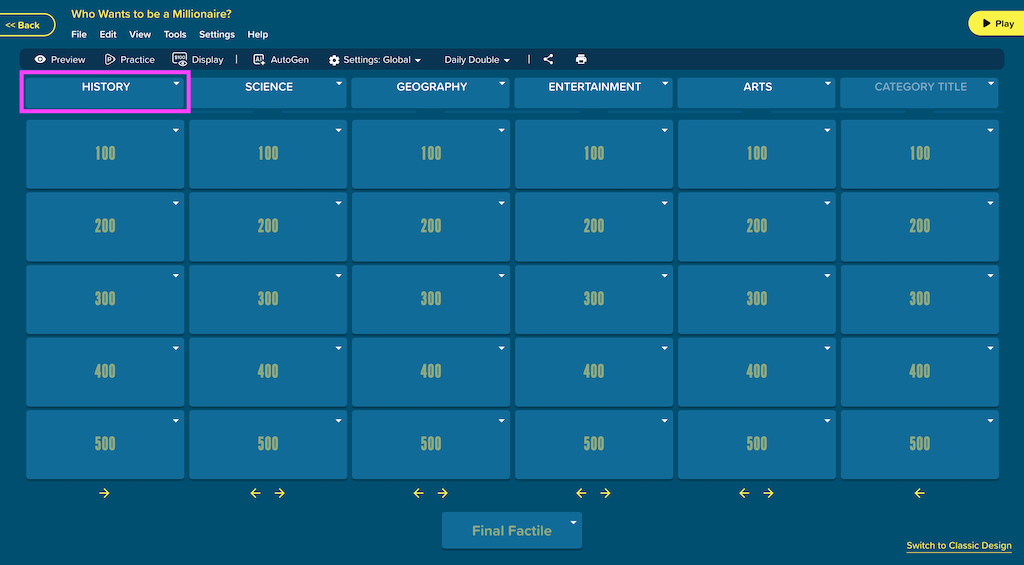 << Back
Who Wants to be a Millionaire?
File Edit View Tools Settings Help
Play
Preview Practice $100 Display | AutoGen Settings: Global Daily Double |
HISTORY SCIENCE GEOGRAPHY ENTERTAINMENT ARTS CATEGORY TITLE
100 100 100 100 100 100
200 200 200 200 200 200
300 300 300 300 300 300
400 400 400 400 400 400
500 500 500 500 500 500
Final Factile
Switch to Classic Design